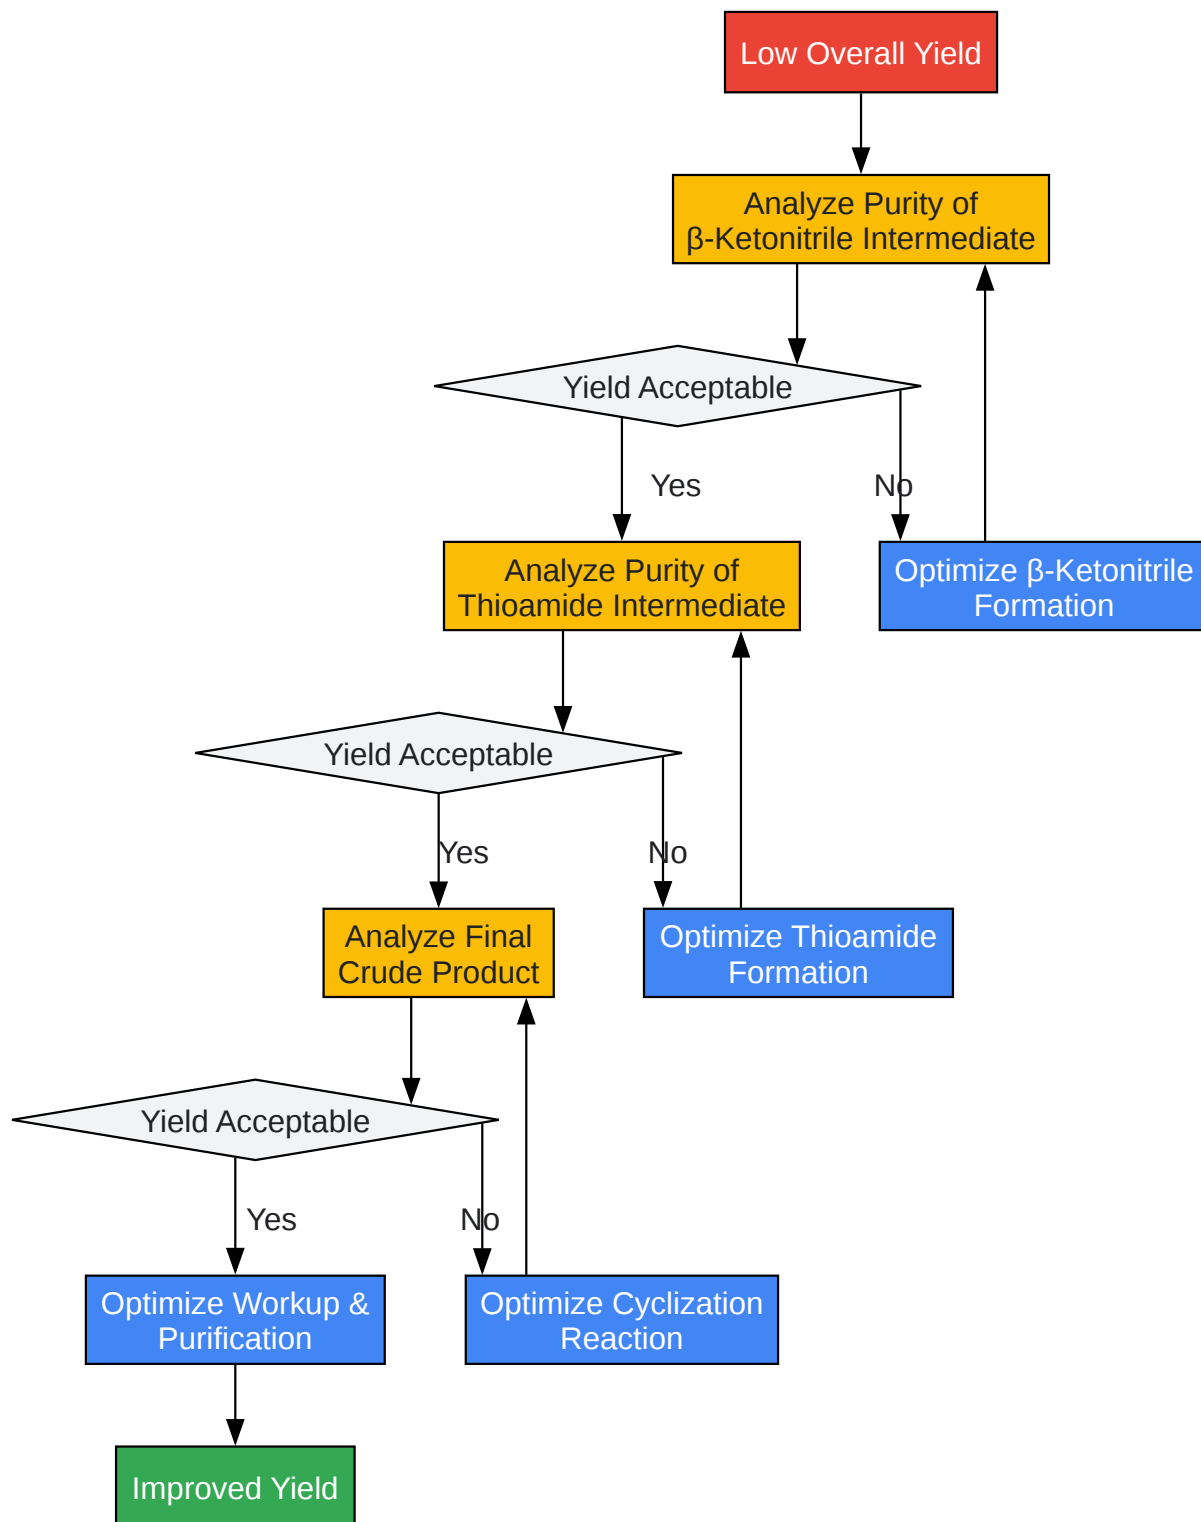 Low Overall Yield
Analyze Purity of
β-Ketonitrile Intermediate
Yield Acceptable
Yes
No
Analyze Purity of
Thioamide Intermediate
Optimize β-Ketonitrile
Formation
Yield Acceptable
Yes
No
Analyze Final
Crude Product
Optimize Thioamide
Formation
Yield Acceptable
Yes
No
Optimize Workup &
Purification
Optimize Cyclization
Reaction
Improved Yield